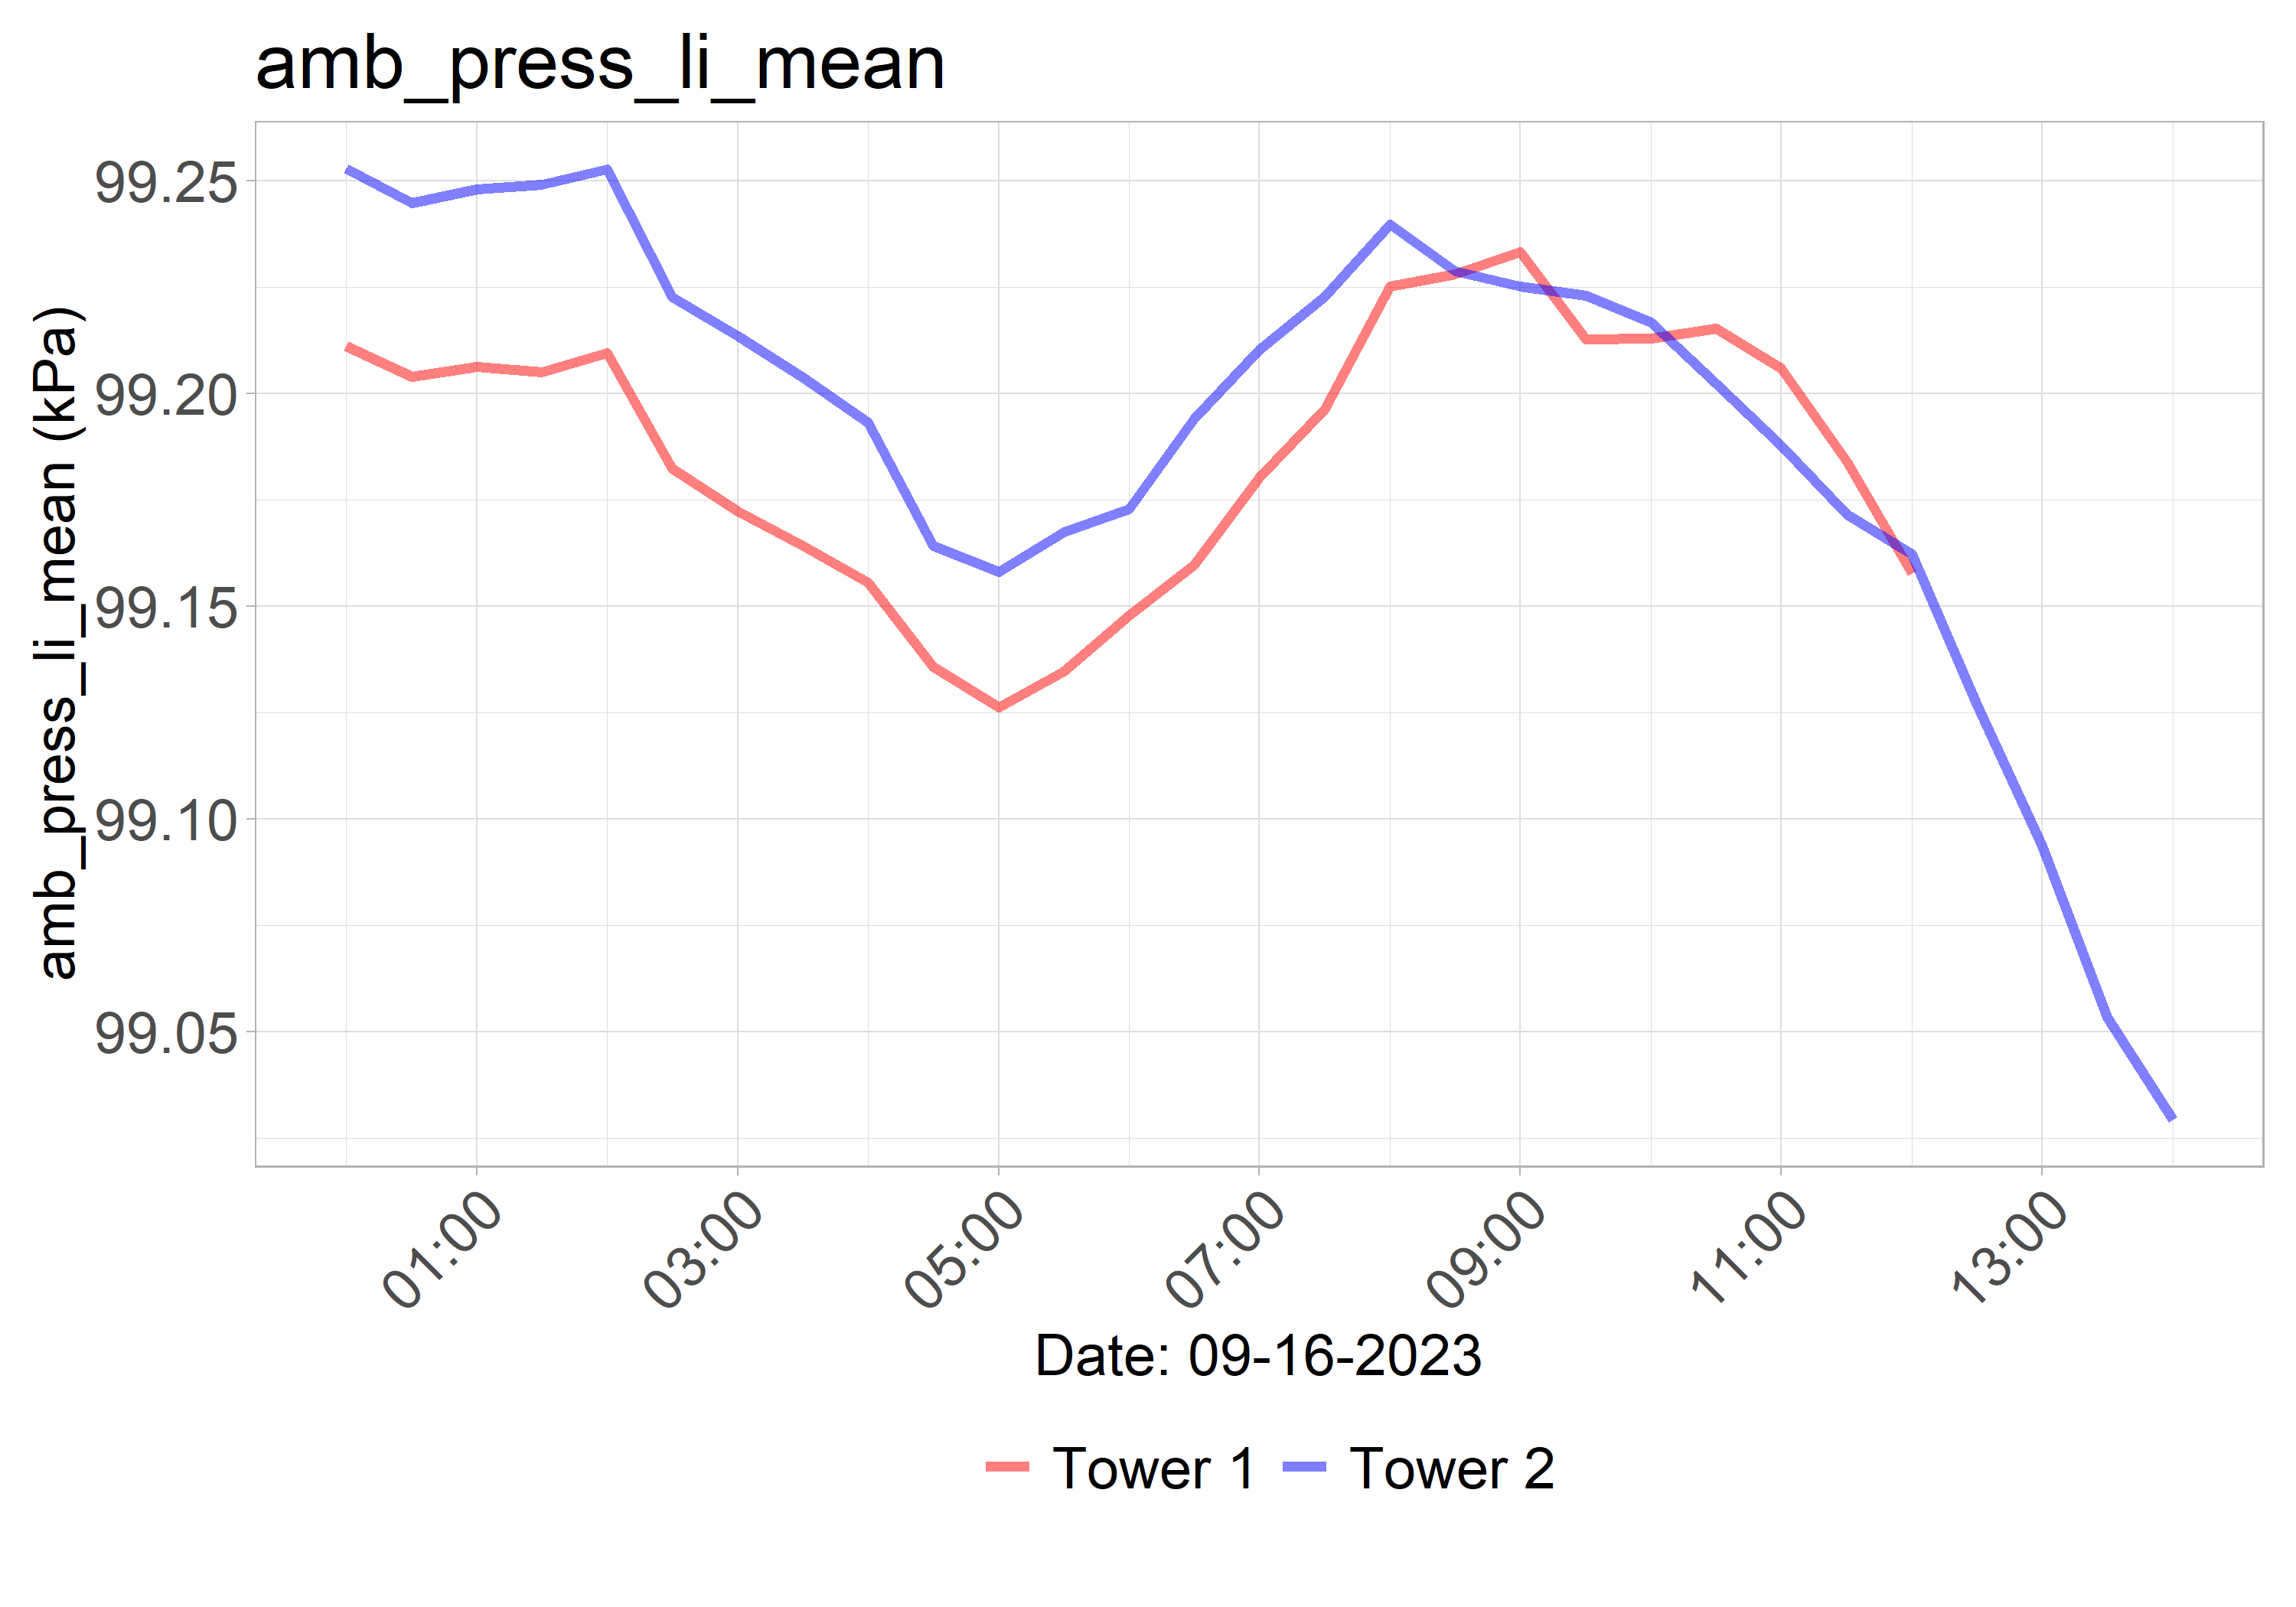 amb_press_li_mean
amb_press_li_mean (kPa)
99.25
99.20
99.15
99.10
99.05
01:00
03:00
05:00
07:00
09:00
11:00
13:00
Date: 09-16-2023
Tower 1
Tower 2